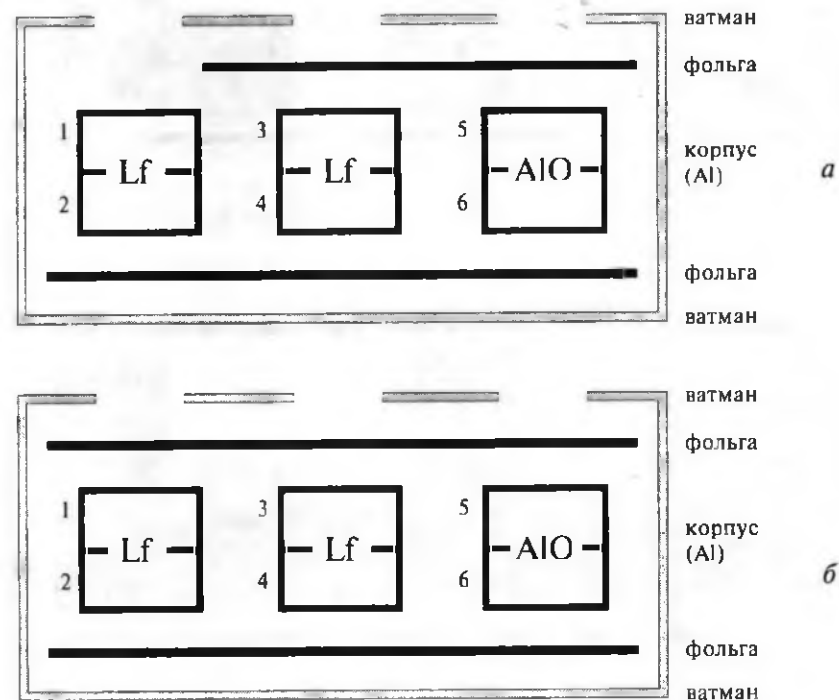 ватман
фольга
1 3 5
Lf Lf AlO
корпус
(Al)
а
2 4 6
фольга
ватман
ватман
фольга
1 3 5
Lf Lf AlO
корпус
(Al)
б
2 4 6
фольга
ватман